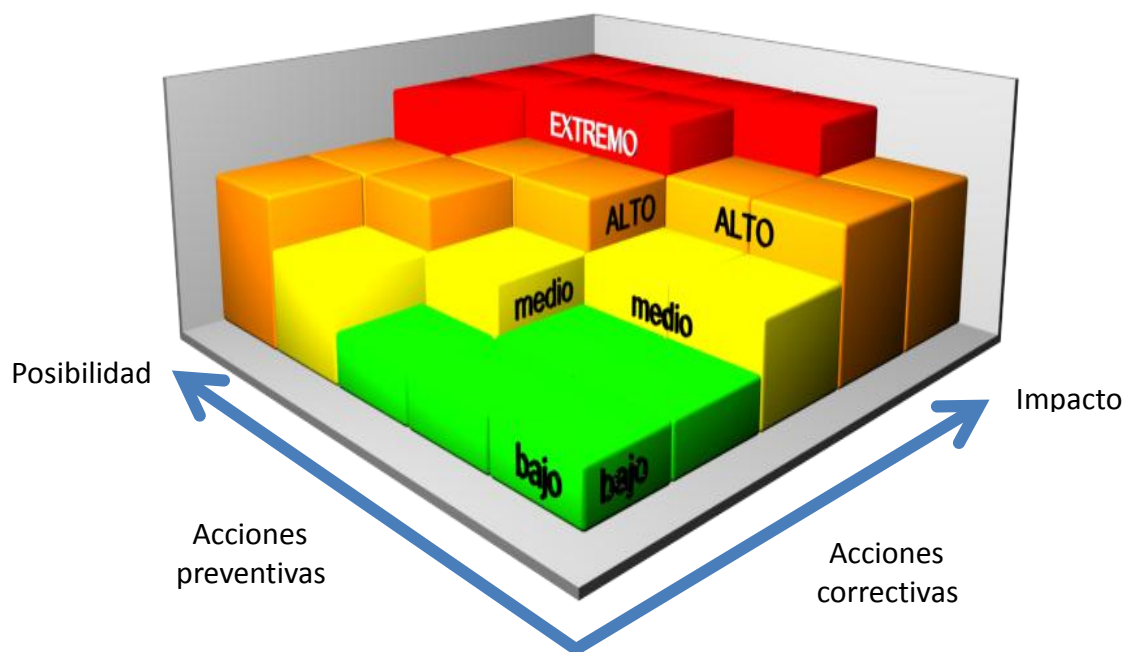 EXTREMO
ALTO
ALTO
medio
medio
Posibilidad
Impacto
bajo
bajo
Acciones
preventivas
Acciones
correctivas